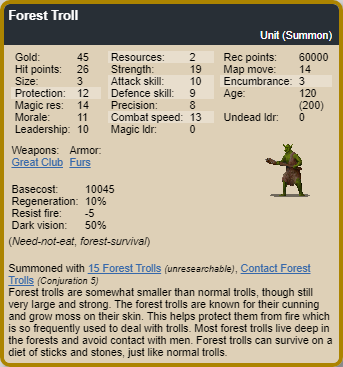 Forest Troll
Unit (Summon)
Gold: 45 Resources: 2 Rec points: 60000
Hit points: 26 Strength: 19 Map move: 14
Size: 3 Attack skill: 10 Encumbrance: 3
Protection: 12 Defence skill: 9 Age: 120
Magic res: 14 Precision: 8 (200)
Morale: 11 Combat speed: 13 Undead ldr: 0
Leadership: 10 Magic ldr: 0
Weapons: Armor:
Great Club Furs
Basecost: 10045
Regeneration: 10%
Resist fire: -5
Dark vision: 50%
(Need-not-eat, forest-survival)
Summoned with 15 Forest Trolls (unresearchable), Contact Forest
Trolls (Conjuration 5)
Forest trolls are somewhat smaller than normal trolls, though still
very large and strong. The forest trolls are known for their cunning
and grow moss on their skin. This helps protect them from fire which
is so frequently used to deal with trolls. Most forest trolls live deep in
the forests and avoid contact with men. Forest trolls can survive on a
diet of sticks and stones, just like normal trolls.